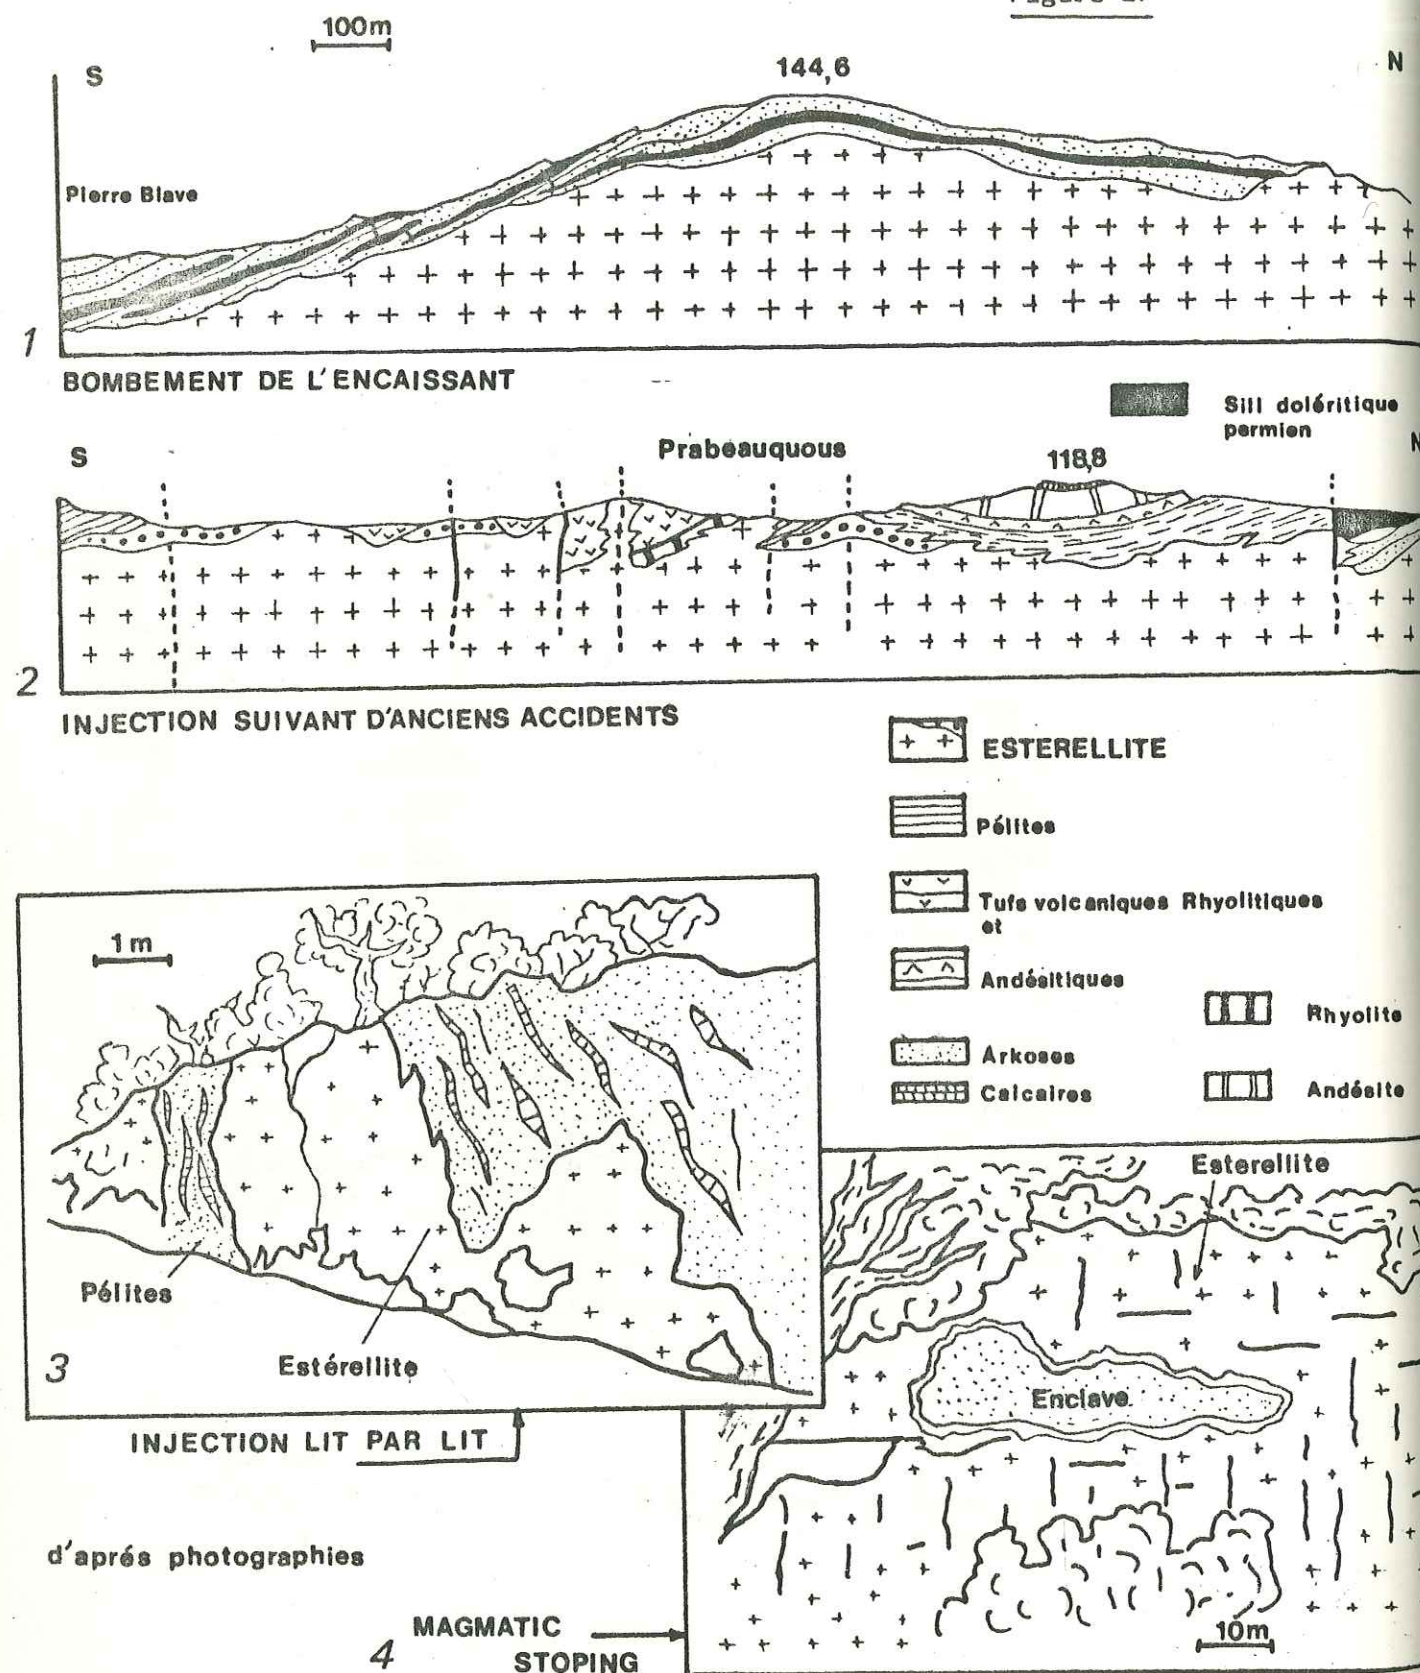 100m
S
144,6
N
Pierre Blave
1
BOMBEMENT DE L'ENCAISSANT
Sill doléritique
permien
S
Prabeauquous
118,8
N
2
INJECTION SUIVANT D'ANCIENS ACCIDENTS
ESTERELLITE
Pélites
Tufs volcaniques Rhyolitiques
et
Andésitiques
Rhyolite
Arkoses
Calcaires
Andésite
1m
Pélites
Estérellite
3
INJECTION LIT PAR LIT
Esterellite
Enclave
d'aprés photographies
MAGMATIC
STOPING
4
10m